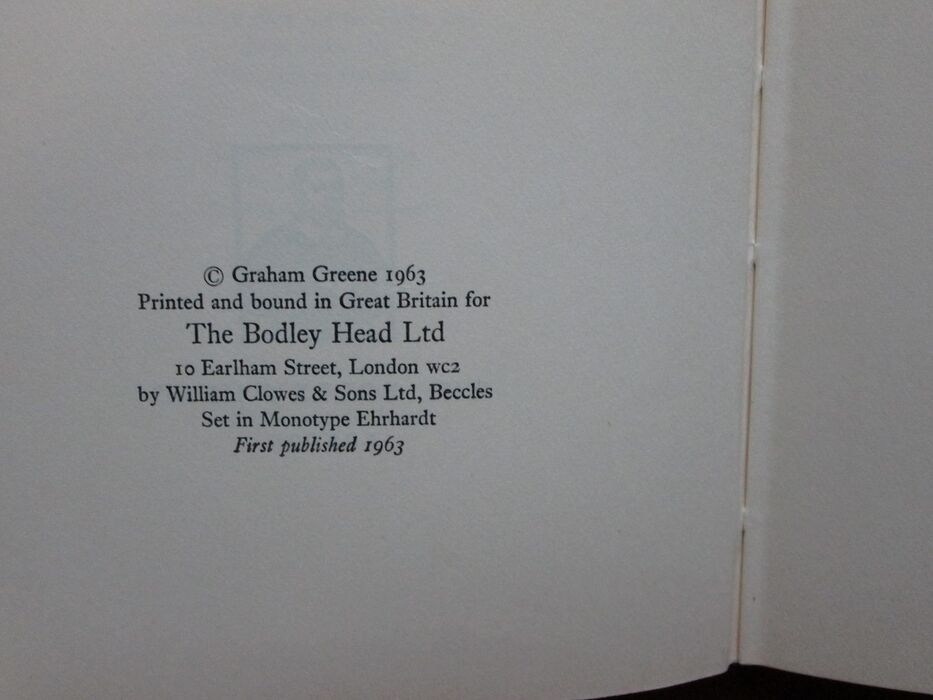 © Graham Greene 1963
Printed and bound in Great Britain for
The Bodley Head Ltd
10 Earlham Street, London WC2
by William Clowes & Sons Ltd, Beccles
Set in Monotype Ehrhardt
First published 1963